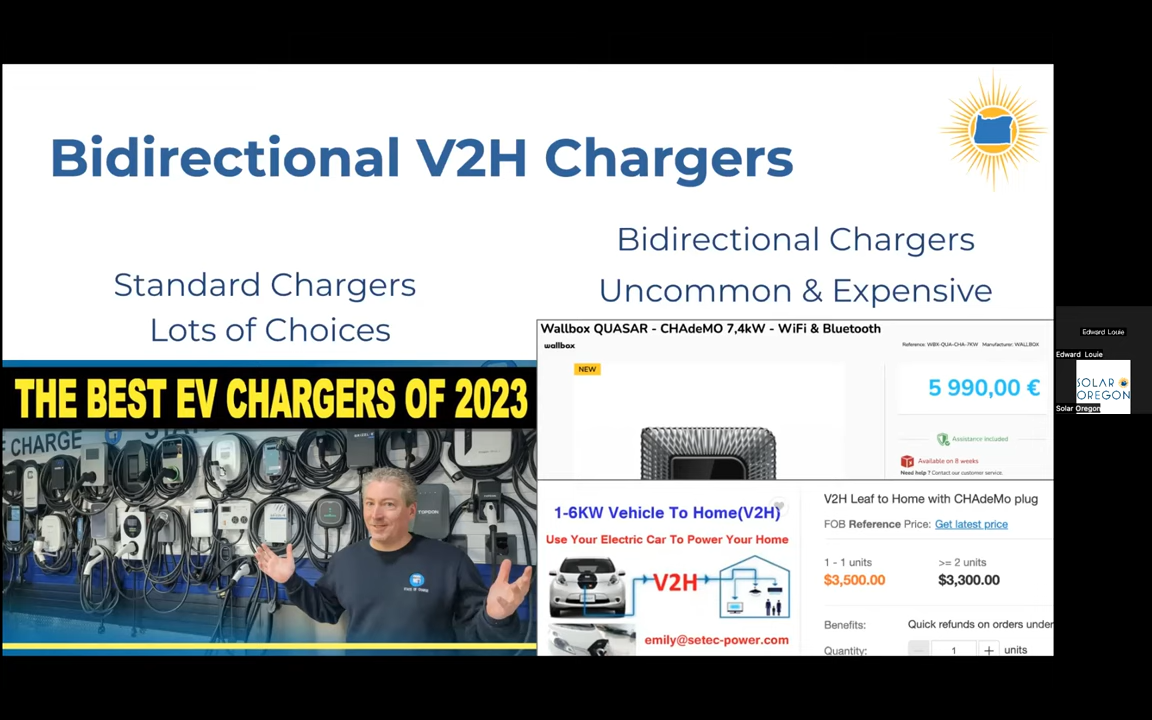 Bidirectional V2H Chargers
Standard Chargers
Lots of Choices
Bidirectional Chargers
Uncommon & Expensive
THE BEST EV CHARGERS OF 2023
E CHARGE
Wallbox QUASAR - CHAdeMO 7,4kW - WiFi & Bluetooth
wallbox
Reference: WBX-QUA-CHA-7KW Manufacturer: WALLBOX
NEW
5 990,00 €
Assistance included
Available on 8 weeks
Need help ? Contact our customer service.
1-6KW Vehicle To Home(V2H)
Use Your Electric Car To Power Your Home
V2H
emily@setec-power.com
V2H Leaf to Home with CHAdeMo plug
FOB Reference Price: Get latest price
1 - 1 units
>= 2 units
$3,500.00
$3,300.00
Benefits:
Quick refunds on orders under
Quantity:
1
+
units
Edward Louie
Edward Louie
SOLAR
OREGON
Solar Oregon